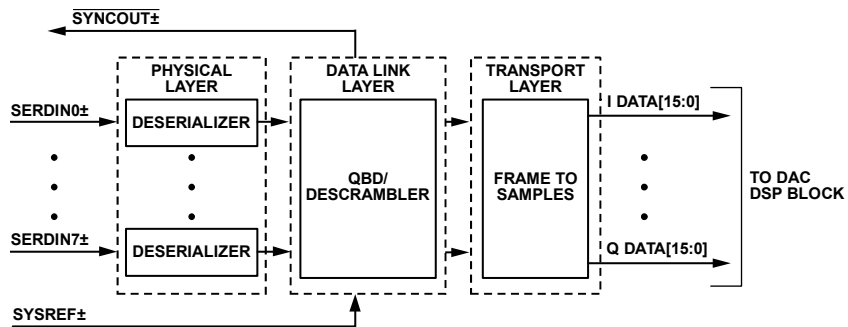 SYNCOUT±
PHYSICAL
LAYER
DATA LINK
LAYER
TRANSPORT
LAYER
SERDIN0±
DESERIALIZER
I DATA[15:0]
QBD/
DESCRAMBLER
FRAME TO
SAMPLES
TO DAC
DSP BLOCK
SERDIN7±
DESERIALIZER
Q DATA[15:0]
SYSREF±